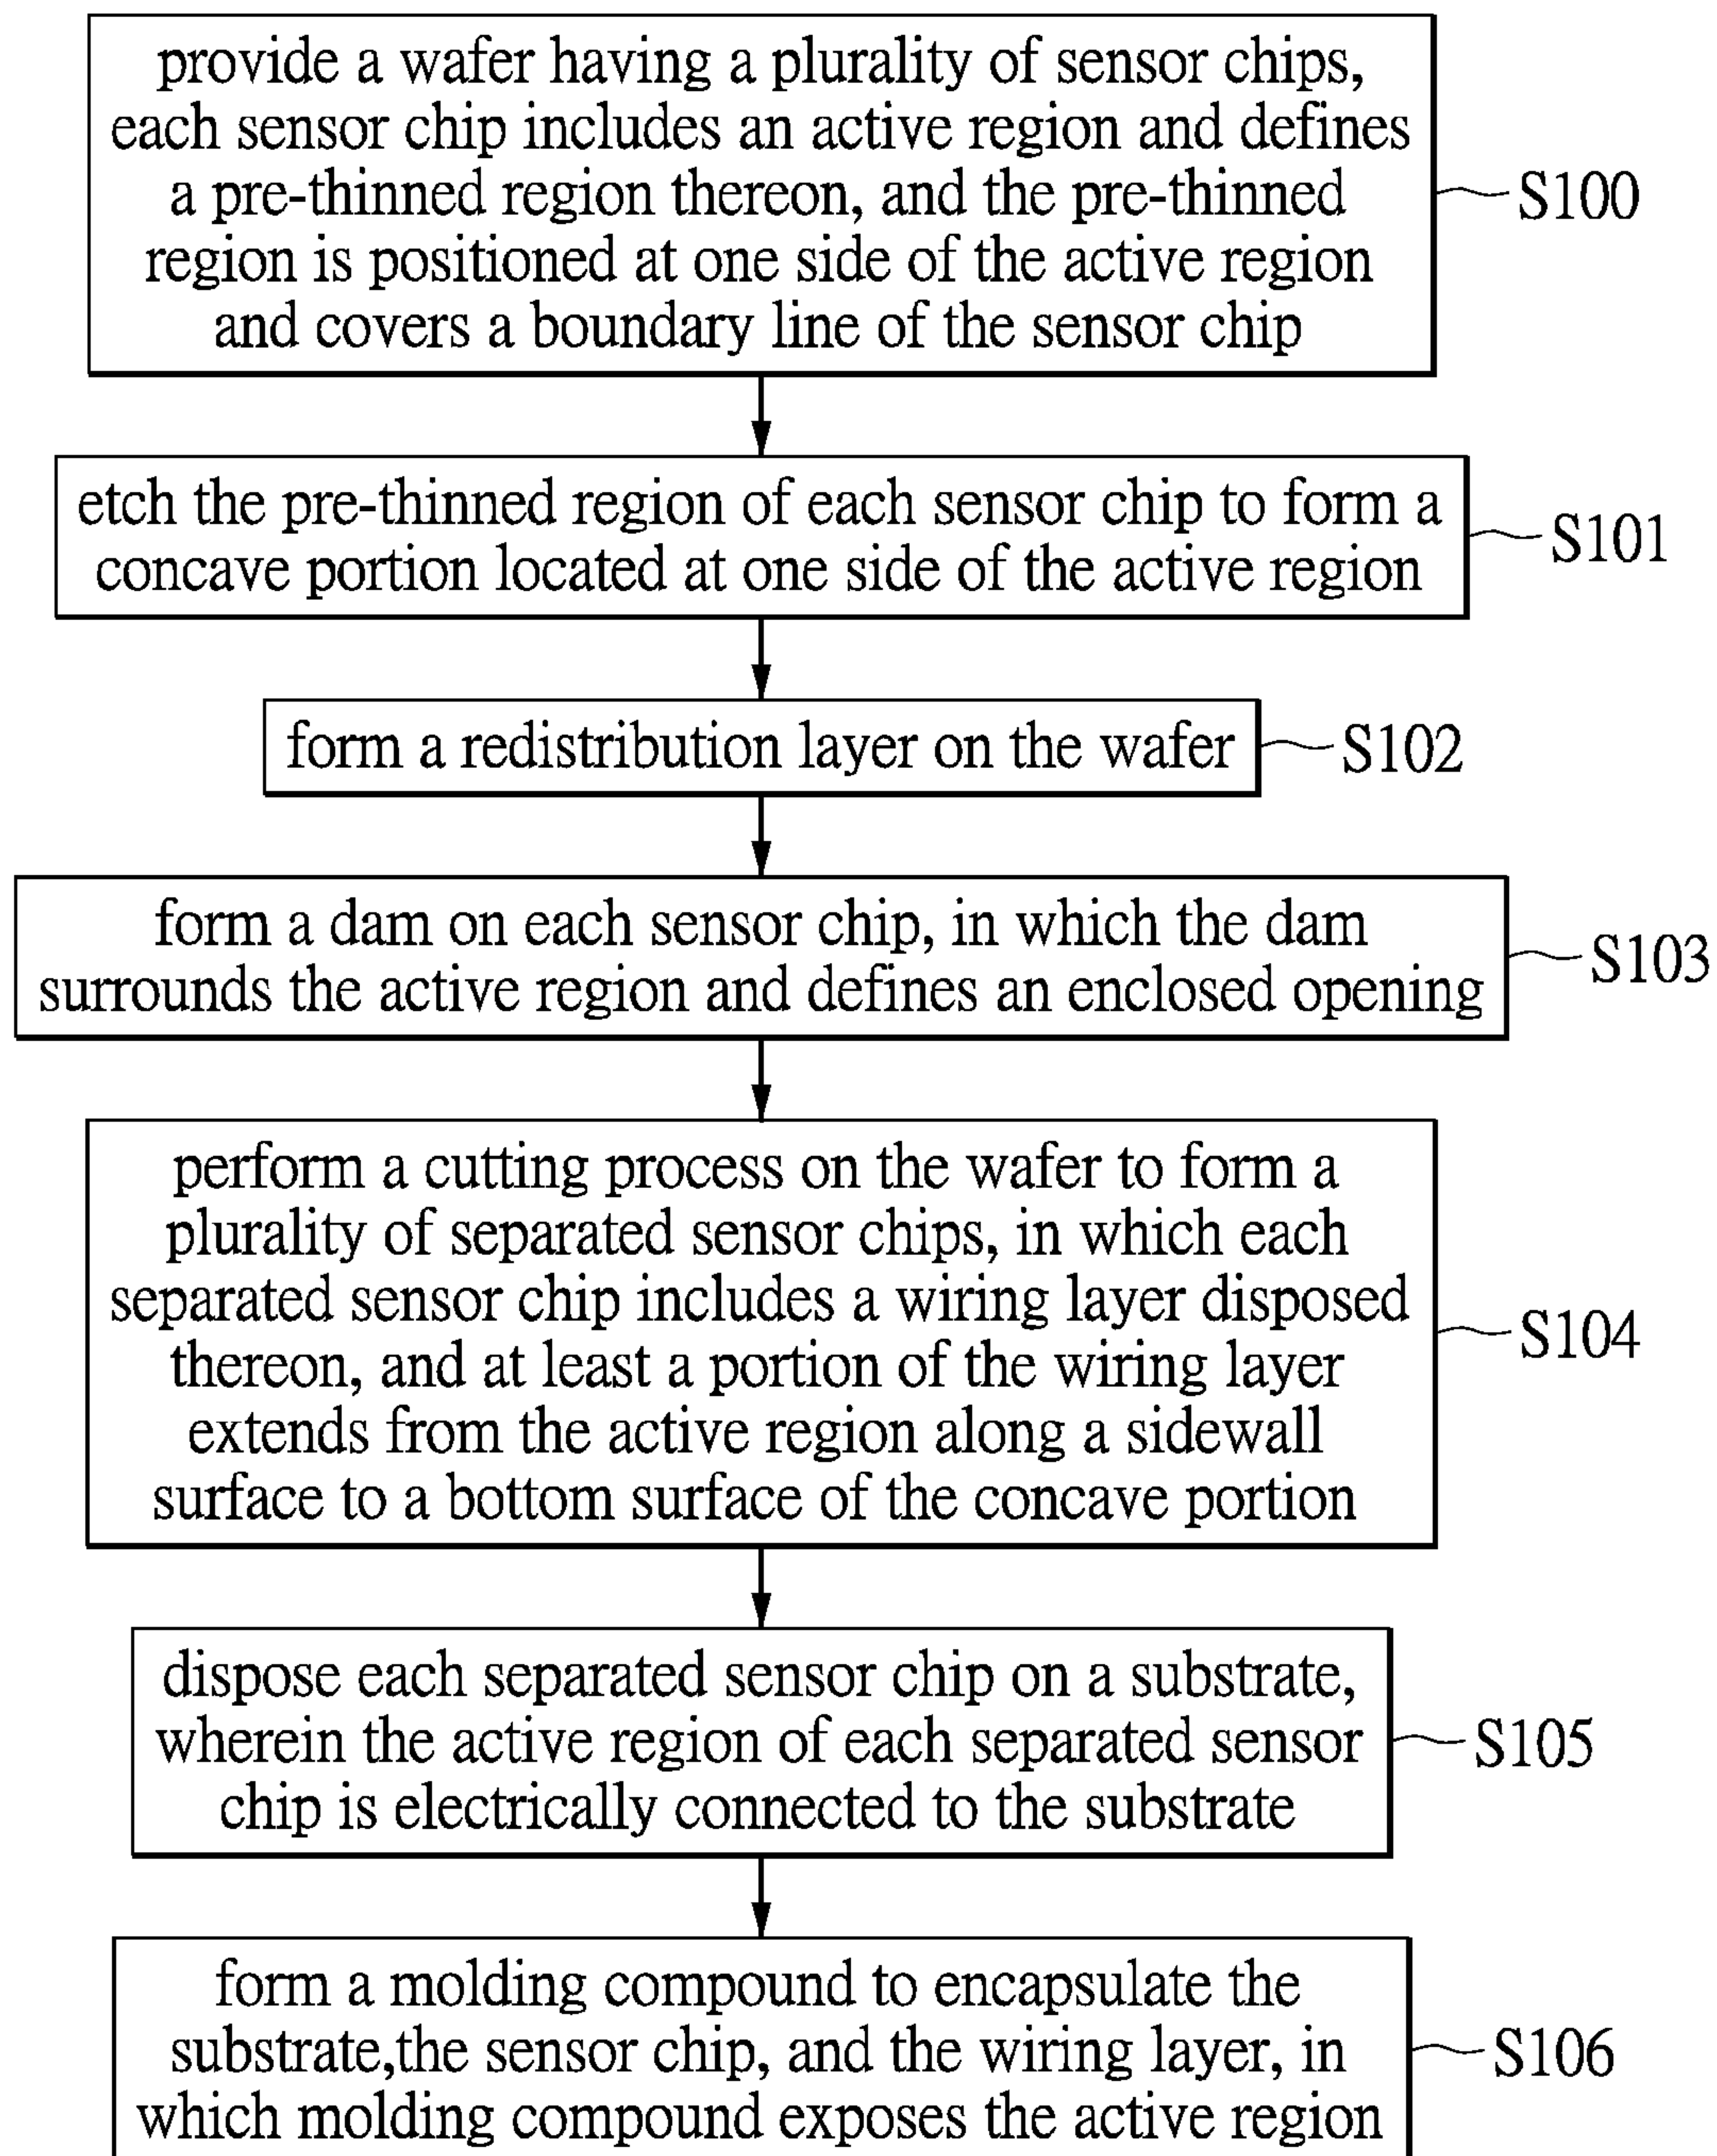 provide a wafer having a plurality of sensor chips,
each sensor chip includes an active region and defines
a pre-thinned region thereon, and the pre-thinned
region is positioned at one side of the active region
and covers a boundary line of the sensor chip
S100
etch the pre-thinned region of each sensor chip to form a
concave portion located at one side of the active region
S101
form a redistribution layer on the wafer
S102
form a dam on each sensor chip, in which the dam
surrounds the active region and defines an enclosed opening
S103
perform a cutting process on the wafer to form a
plurality of separated sensor chips, in which each
separated sensor chip includes a wiring layer disposed
thereon, and at least a portion of the wiring layer
extends from the active region along a sidewall
surface to a bottom surface of the concave portion
S104
dispose each separated sensor chip on a substrate,
wherein the active region of each separated sensor
chip is electrically connected to the substrate
S105
form a molding compound to encapsulate the
substrate,the sensor chip, and the wiring layer, in
which molding compound exposes the active region
S106